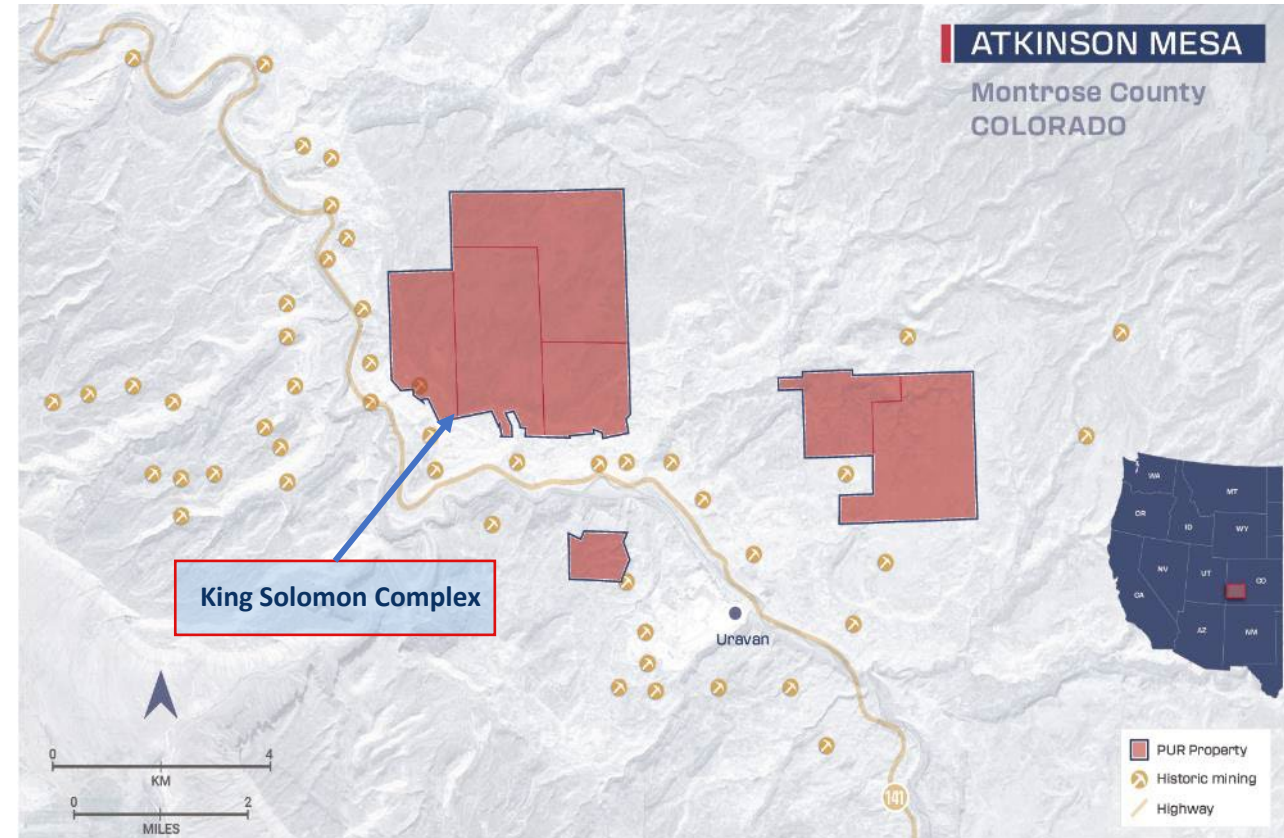 ATKINSON MESA
Montrose County
COLORADO
King Solomon Complex
Uravan
141
WA
MT
OR
ID
WY
NV
UT
CO
CA
AZ
NM
0 4
KM
0 2
MILES
PUR Property
Historic mining
Highway